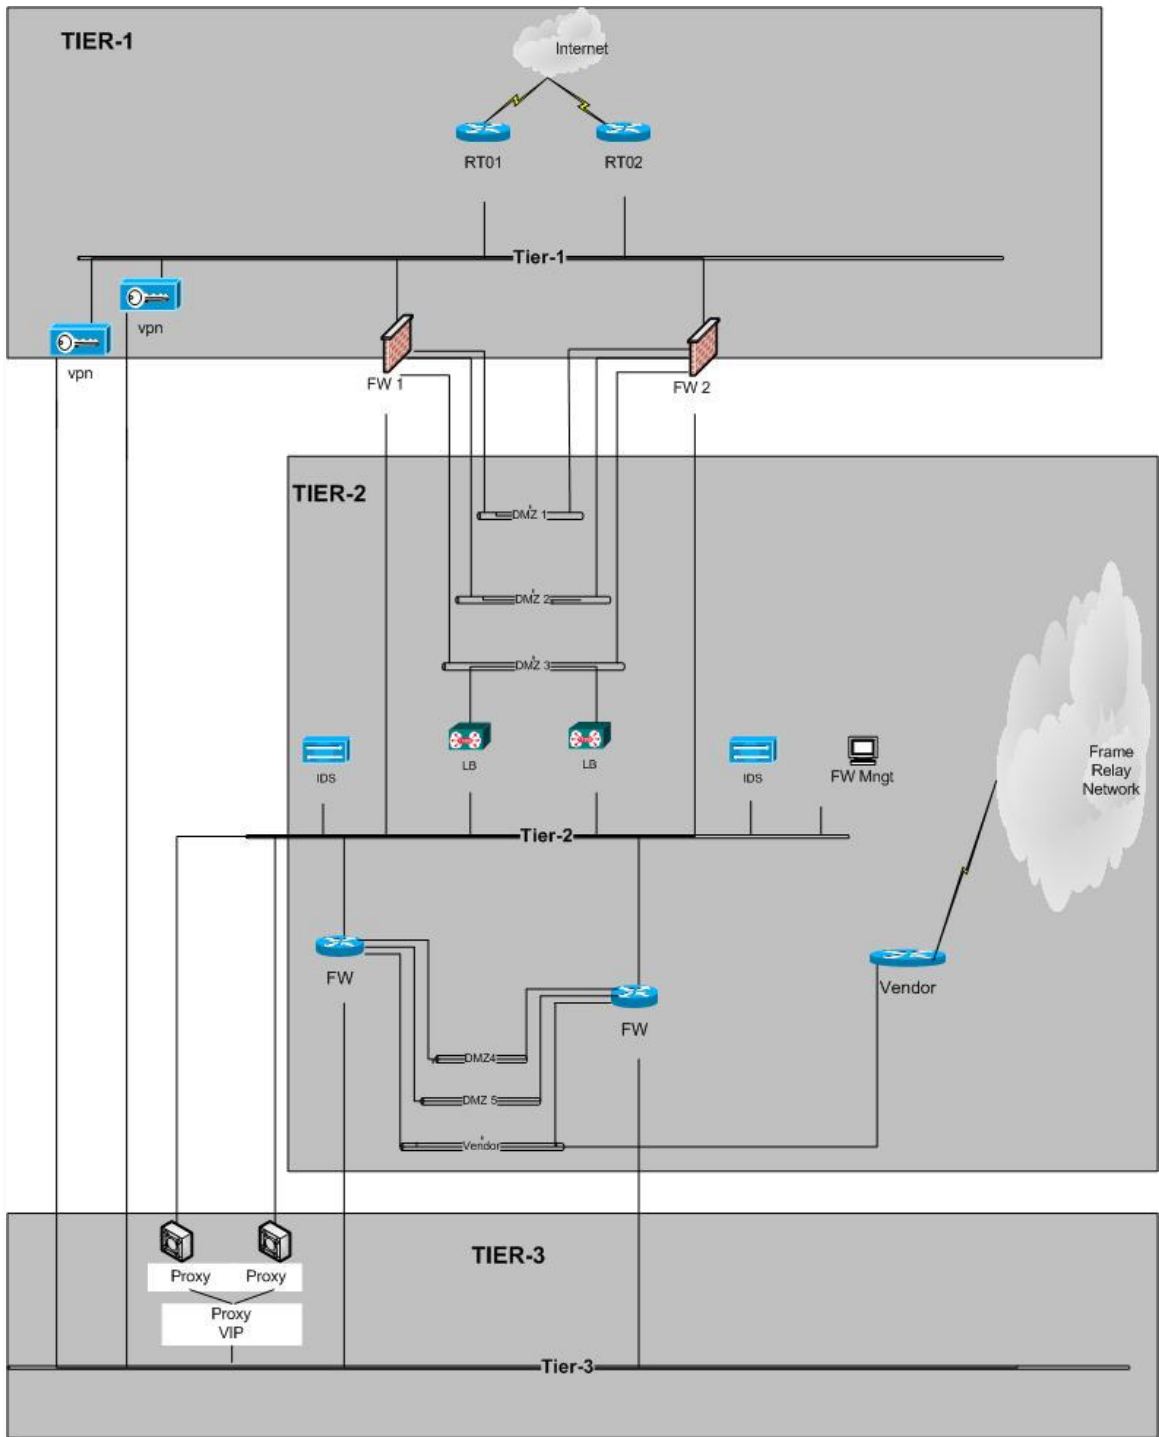 TIER-1
Internet
RT01
RT02
Tier-1
vpn
vpn
FW 1
FW 2
TIER-2
DMZ 1
DMZ 2
DMZ 3
IDS
LB
LB
IDS
FW Mngt
Frame
Relay
Network
Tier-2
FW
FW
Vendor
DMZ4
DMZ 5
Vendor
TIER-3
Proxy
Proxy
Proxy
VIP
Tier-3